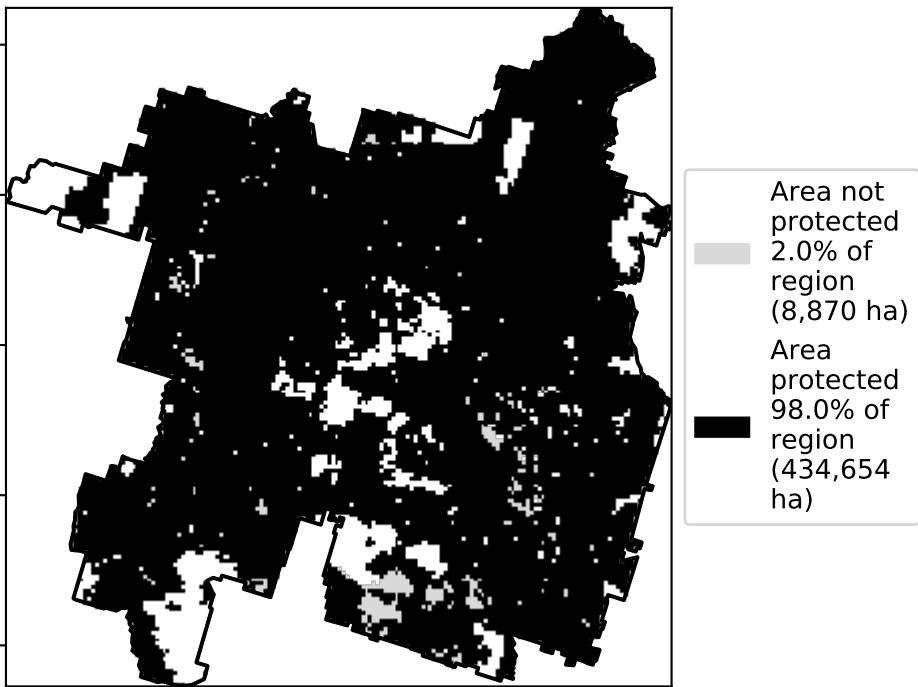 Area not
protected
2.0% of
region
(8,870 ha)
Area
protected
98.0% of
region
(434,654
ha)